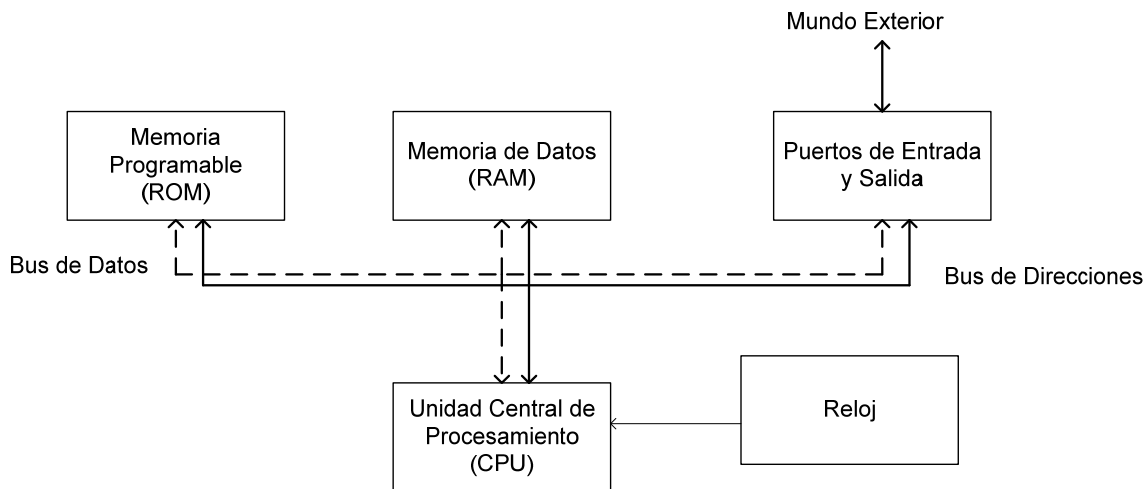 Mundo Exterior
Memoria
Programable
(ROM)
Memoria de Datos
(RAM)
Puertos de Entrada
y Salida
Bus de Datos
Bus de Direcciones
Unidad Central de
Procesamiento
(CPU)
Reloj